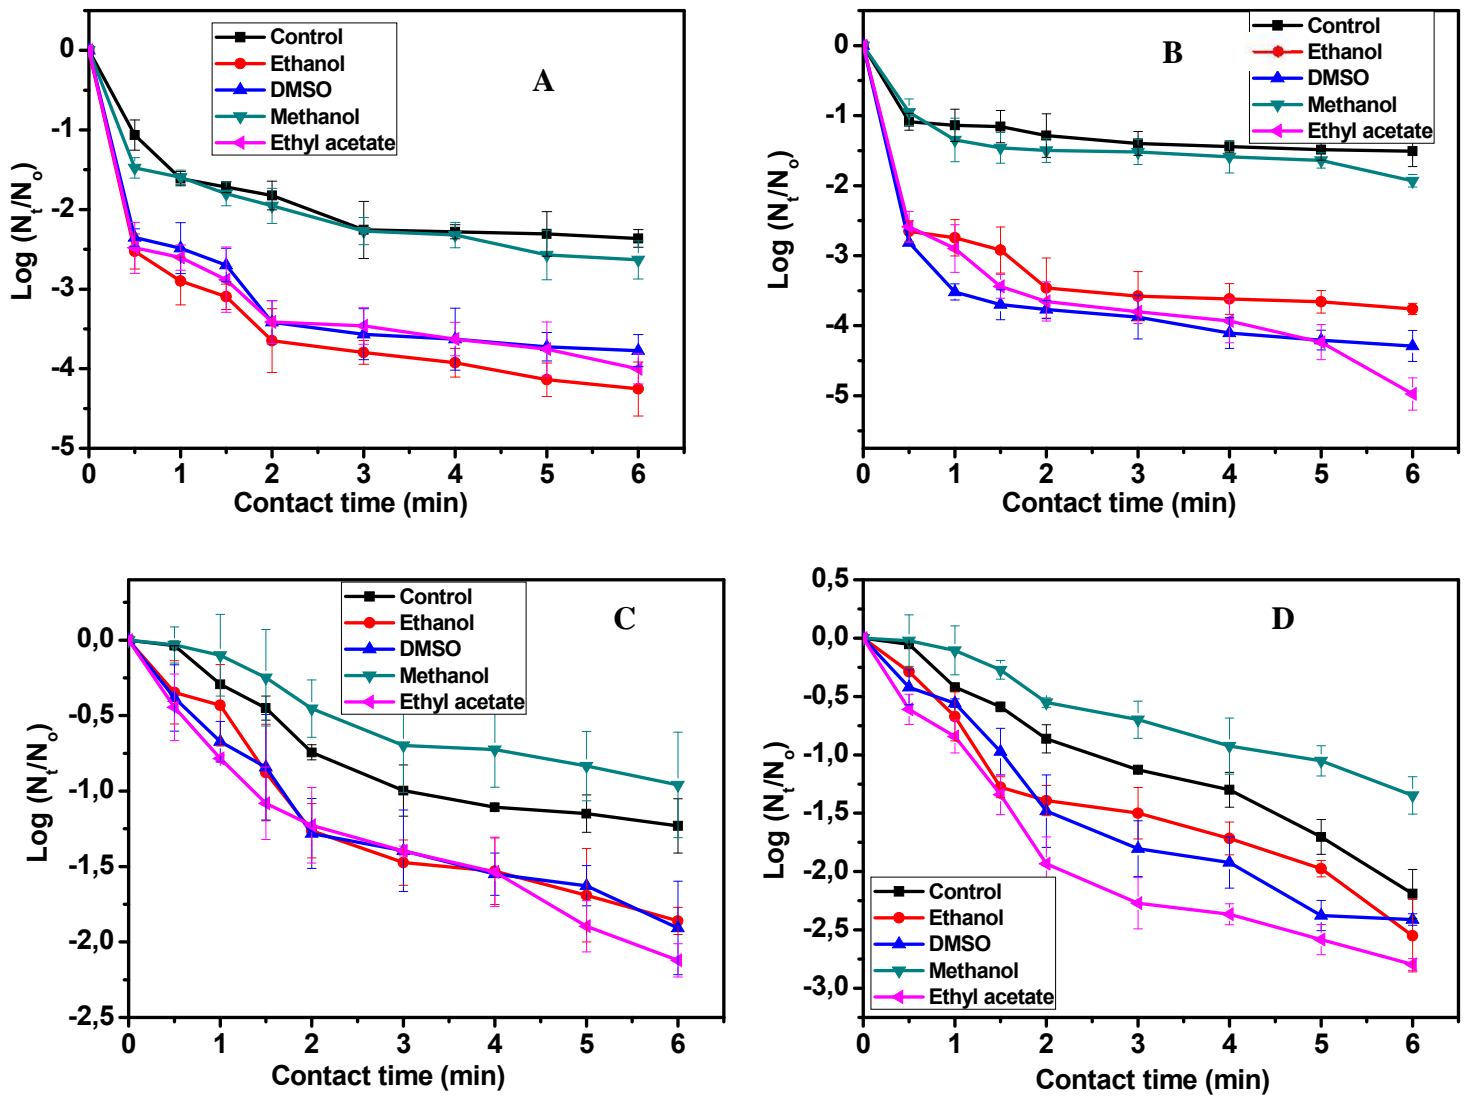 Control
Ethanol
DMSO
Methanol
Ethyl acetate
A
0
-1
-2
-3
-4
-5
Log (Nt/No)
0 1 2 3 4 5 6
Contact time (min)
Control
Ethanol
DMSO
Methanol
Ethyl acetate
B
0
-1
-2
-3
-4
-5
Log (Nt/No)
0 1 2 3 4 5 6
Contact time (min)
Control
Ethanol
DMSO
Methanol
Ethyl acetate
C
0,0
-0,5
-1,0
-1,5
-2,0
-2,5
Log (Nt/No)
0 1 2 3 4 5 6
Contact time (min)
D
0,5
0,0
-0,5
-1,0
-1,5
-2,0
-2,5
-3,0
Log (Nt/No)
Control
Ethanol
DMSO
Methanol
Ethyl acetate
0 1 2 3 4 5 6
Contact time (min)